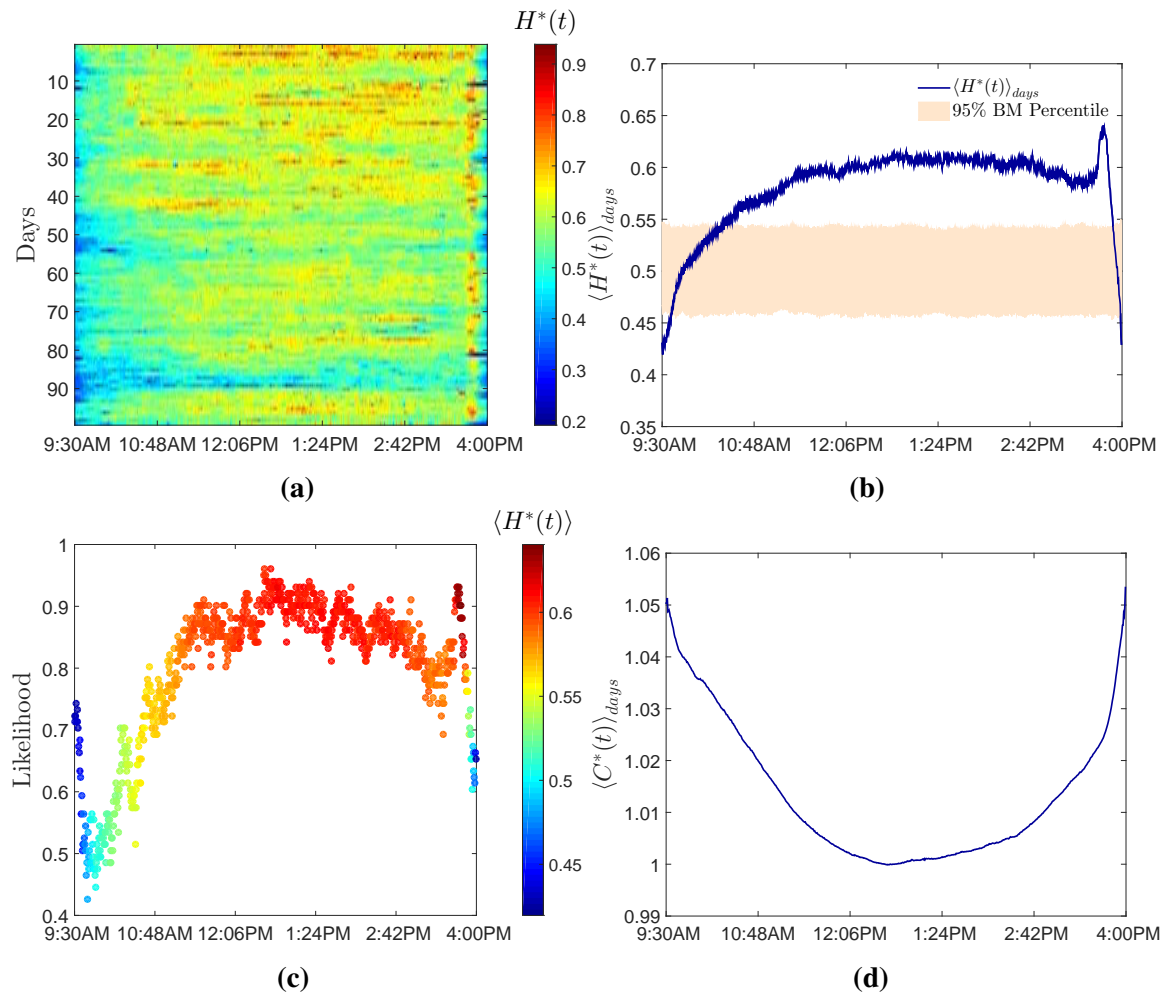 H*(t)
Days
10
20
30
40
50
60
70
80
90
9:30AM 10:48AM 12:06PM 1:24PM 2:42PM 4:00PM
0.9
0.8
0.7
0.6
0.5
0.4
0.3
0.2
(a)
⟨H*(t)⟩days
0.7
0.65
0.6
0.55
0.5
0.45
0.4
0.35
⟨H*(t)⟩days
95% BM Percentile
9:30AM 10:48AM 12:06PM 1:24PM 2:42PM 4:00PM
(b)
⟨H*(t)⟩
Likelihood
1
0.9
0.8
0.7
0.6
0.5
0.4
9:30AM 10:48AM 12:06PM 1:24PM 2:42PM 4:00PM
0.6
0.55
0.5
0.45
(c)
⟨C*(t)⟩days
1.06
1.05
1.04
1.03
1.02
1.01
1
0.99
9:30AM 10:48AM 12:06PM 1:24PM 2:42PM 4:00PM
(d)